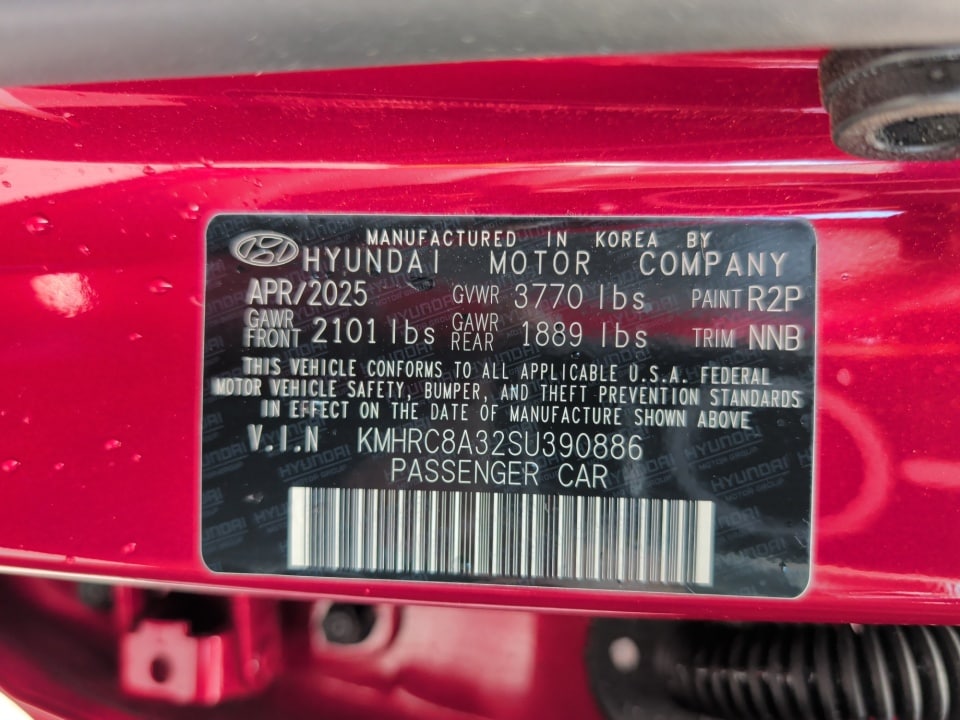 MANUFACTURED IN KOREA BY
HYUNDAI MOTOR COMPANY
APR/2025 GVWR 3770 lbs PAINT R2P
GAWR FRONT 2101 lbs GAWR REAR 1889 lbs TRIM NNB
THIS VEHICLE CONFORMS TO ALL APPLICABLE U.S.A. FEDERAL
MOTOR VEHICLE SAFETY, BUMPER, AND THEFT PREVENTION STANDARDS
IN EFFECT ON THE DATE OF MANUFACTURE SHOWN ABOVE
V.I.N KMHRC8A32SU390886
PASSENGER CAR